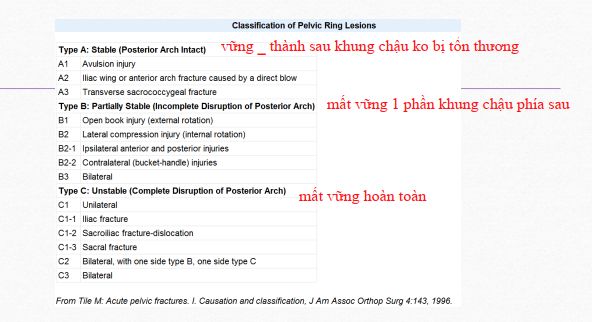 Classification of Pelvic Ring Lesions
Type A: Stable (Posterior Arch Intact) vững _ thành sau khung chậu ko bị tổn thương
A1 Avulsion injury
A2 Iliac wing or anterior arch fracture caused by a direct blow
A3 Transverse sacrococcygeal fracture
Type B: Partially Stable (Incomplete Disruption of Posterior Arch) mất vững 1 phần khung chậu phía sau
B1 Open book injury (external rotation)
B2 Lateral compression injury (internal rotation)
B2-1 Ipsilateral anterior and posterior injuries
B2-2 Contralateral (bucket-handle) injuries
B3 Bilateral
Type C: Unstable (Complete Disruption of Posterior Arch) mất vững hoàn toàn
C1 Unilateral
C1-1 Iliac fracture
C1-2 Sacroiliac fracture-dislocation
C1-3 Sacral fracture
C2 Bilateral, with one side type B, one side type C
C3 Bilateral
From Tile M: Acute pelvic fractures. I. Causation and classification, J Am Assoc Orthop Surg 4:143, 1996.